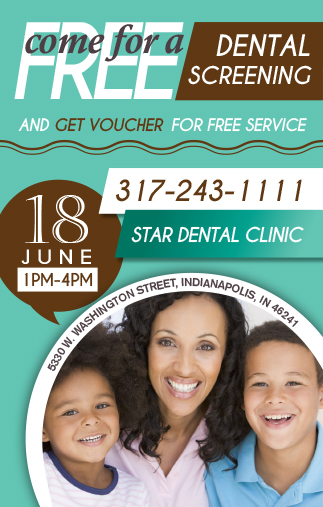 come for a
FREE
DENTAL
SCREENING
AND GET VOUCHER FOR FREE SERVICE
317-243-1111
18
JUNE
1PM-4PM
STAR DENTAL CLINIC
5330 W. WASHINGTON STREET, INDIANAPOLIS, IN 46241